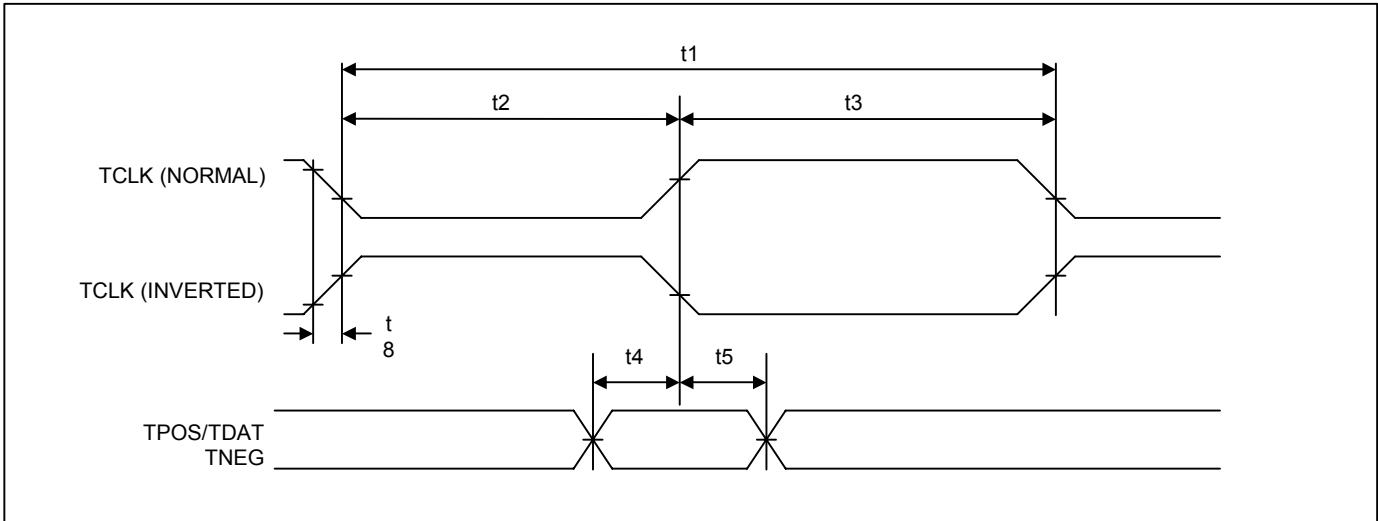 t1
t2
t3
TCLK (NORMAL)
TCLK (INVERTED)
t
8
t4
t5
TPOS/TDAT
TNEG